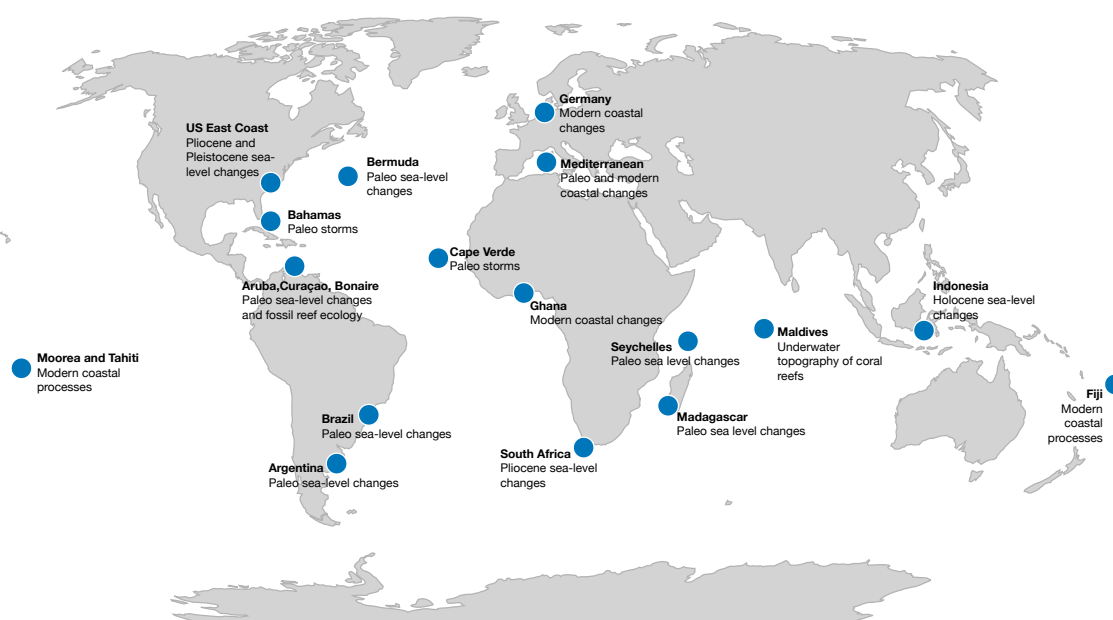 Germany
Modern coastal
changes
US East Coast
Pliocene and
Pleistocene sea-
level changes
Bermuda
Paleo sea-level
changes
Mediterranean
Paleo and modern
coastal changes
Bahamas
Paleo storms
Cape Verde
Paleo storms
Aruba,Curaçao, Bonaire
Paleo sea-level changes
and fossil reef ecology
Ghana
Modern coastal changes
Indonesia
Holocene sea-level
changes
Seychelles
Paleo sea level changes
Maldives
Underwater
topography of coral
reefs
Moorea and Tahiti
Modern coastal
processes
Fiji
Modern
coastal
processes
Brazil
Paleo sea-level changes
Madagascar
Paleo sea level changes
South Africa
Pliocene sea-level
changes
Argentina
Paleo sea-level changes